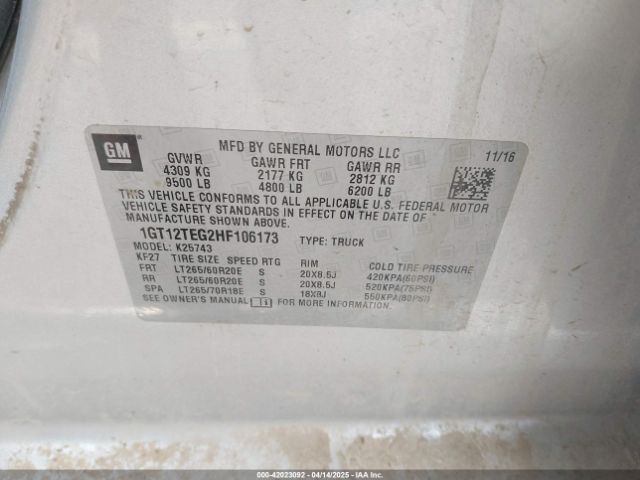 GM
MFD BY GENERAL MOTORS LLC
11/16
GVWR GAWR FRT GAWR RR
4309 KG 2177 KG 2812 KG
9500 LB 4800 LB 6200 LB
THIS VEHICLE CONFORMS TO ALL APPLICABLE U.S. FEDERAL MOTOR
VEHICLE SAFETY STANDARDS IN EFFECT ON THE DATE OF
MANUFACTURE SHOWN ABOVE.
1GT12TEG2HF106173 TYPE: TRUCK
MODEL: K25743
KF27 TIRE SIZE SPEED RTG RIM COLD TIRE PRESSURE
FRT LT265/60R20E S 20X8.5J 420KPA(60PSI)
RR LT265/60R20E S 20X8.5J 520KPA(75PSI)
SPA LT265/70R18E S 18X8J 550KPA(80PSI)
SEE OWNER'S MANUAL FOR MORE INFORMATION.
000-42023092 - 04/14/2025 - IAA Inc.